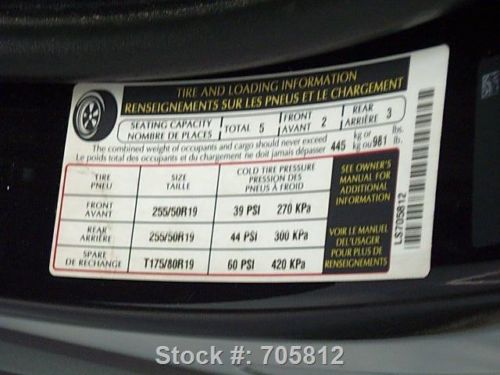 TIRE AND LOADING INFORMATION
RENSEIGNEMENTS SUR LES PNEUS ET LE CHARGEMENT
SEATING CAPACITY
NOMBRE DE PLACES
TOTAL 5
FRONT
AVANT 2
REAR
ARRIÈRE 3
The combined weight of occupants and cargo should never exceed
Le poids total des occupants et du chargement ne doit jamais dépasser
445 kg or kg ou 981 lbs. lb.
TIRE
PNEU
SIZE
TAILLE
COLD TIRE PRESSURE
PRESSION DES
PNEUS À FROID
SEE OWNER'S
MANUAL FOR
ADDITIONAL
INFORMATION
FRONT
AVANT
255/50R19
39 PSI 270 KPa
REAR
ARRIÈRE
255/50R19
44 PSI 300 KPa
SPARE
DE RECHANGE
T175/80R19
60 PSI 420 KPa
VOIR LE MANUEL
DE L'USAGER
POUR PLUS DE
RENSEIGNEMENTS
LS705812
Stock #: 705812